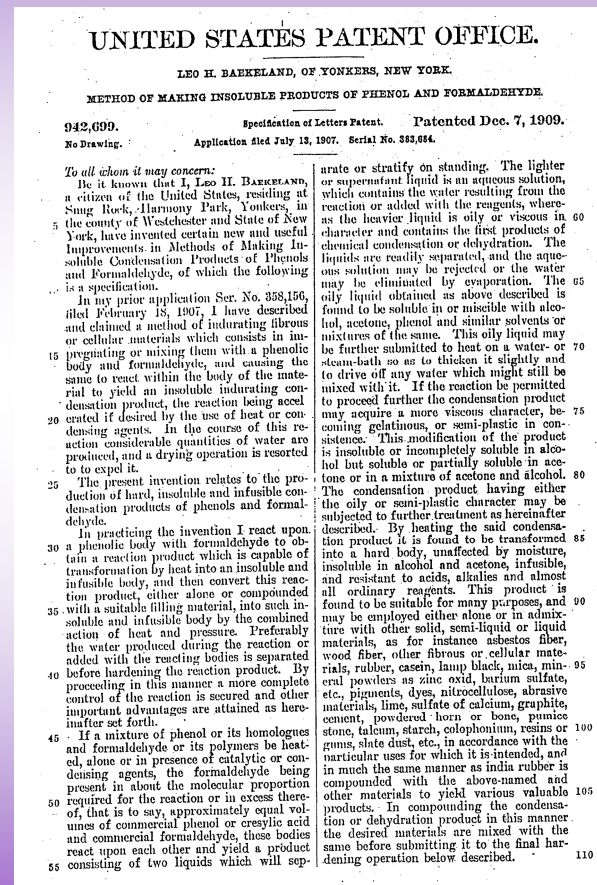 UNITED STATES PATENT OFFICE.
LEO H. BAEKELAND, OF YONKERS, NEW YORK.
METHOD OF MAKING INSOLUBLE PRODUCTS OF PHENOL AND FORMALDEHYDE.
942,699.
Specification of Letters Patent.
Patented Dec. 7, 1909.
No Drawing.
Application filed July 13, 1907. Serial No. 383,684.
To all whom it may concern:
Be it known that I, LEO H. BAEKELAND,
a citizen of the United States, residing at
Snug Rock, Harmony Park, Yonkers, in
5 the county of Westchester and State of New
York, have invented certain new and useful
Improvements in Methods of Making In-
soluble Condensation Products of Phenols
and Formaldehyde, of which the following
is a specification.
In my prior application Ser. No. 358,156,
filed February 18, 1907, I have described
and claimed a method of indurating fibrous
or cellular materials which consists in im-
15 pregnating or mixing them with a phenolic
body and formaldehyde, and causing the
same to react within the body of the mate-
rial to yield an insoluble indurating con-
densation product, the reaction being accel
20 erated if desired by the use of heat or con-
densing agents. In the course of this re-
action considerable quantities of water are
produced, and a drying operation is resorted
to to expel it.
25 The present invention relates to the pro-
duction of hard, insoluble and infusible con-
densation products of phenols and formal-
dehyde.
In practicing the invention I react upon
30 a phenolic body with formaldehyde to ob-
tain a reaction product which is capable of
transformation by heat into an insoluble and
infusible body, and then convert this reac-
tion product, either alone or compounded
35 with a suitable filling material, into such in-
soluble and infusible body by the combined
action of heat and pressure. Preferably
the water produced during the reaction or
added with the reacting bodies is separated
40 before hardening the reaction product. By
proceeding in this manner a more complete
control of the reaction is secured and other
important advantages are attained as here-
inafter set forth.
45 If a mixture of phenol or its homologues
and formaldehyde or its polymers be heat-
ed, alone or in presence of catalytic or con-
densing agents, the formaldehyde being
present in about the molecular proportion
50 required for the reaction or in excess there-
of, that is to say, approximately equal vol-
umes of commercial phenol or cresylic acid
and commercial formaldehyde, these bodies
react upon each other and yield a product
55 consisting of two liquids which will sep-
arate or stratify on standing. The lighter
or supernatant liquid is an aqueous solution,
which contains the water resulting from the
reaction or added with the reagents, where-
as the heavier liquid is oily or viscous in 60
character and contains the first products of
chemical condensation or dehydration. The
liquids are readily separated, and the aque-
ous solution may be rejected or the water
may be eliminated by evaporation. The 65
oily liquid obtained as above described is
found to be soluble in or miscible with alco-
hol, acetone, phenol and similar solvents or
mixtures of the same. This oily liquid may
be further submitted to heat on a water- or 70
steam-bath so as to thicken it slightly and
to drive off any water which might still be
mixed with it. If the reaction be permitted
to proceed further the condensation product
may acquire a more viscous character, be- 75
coming gelatinous, or semi-plastic in con-
sistence. This modification of the product
is insoluble or incompletely soluble in alco-
hol but soluble or partially soluble in ace-
tone or in a mixture of acetone and alcohol. 80
The condensation product having either
the oily or semi-plastic character may be
subjected to further treatment as hereinafter
described. By heating the said condensa-
tion product it is found to be transformed 85
into a hard body, unaffected by moisture,
insoluble in alcohol and acetone, infusible,
and resistant to acids, alkalies and almost
all ordinary reagents. This product is
found to be suitable for many purposes, and 90
may be employed either alone or in admix-
ture with other solid, semi-liquid or liquid
materials, as for instance asbestos fiber,
wood fiber, other fibrous or cellular mate-
rials, rubber, casein, lamp black, mica, min- 95
eral powders as zinc oxid, barium sulfate,
etc., pigments, dyes, nitrocellulose, abrasive
materials, lime, sulfate of calcium, graphite,
cement, powdered horn or bone, pumice
stone, talcum, starch, colophonium, resins or 100
gums, slate dust, etc., in accordance with the
particular uses for which it is intended, and
in much the same manner as india rubber is
compounded with the above-named and
other materials to yield various valuable 105
products. In compounding the condensa-
tion or dehydration product in this manner
the desired materials are mixed with the
same before submitting it to the final har-
dening operation below described. 110